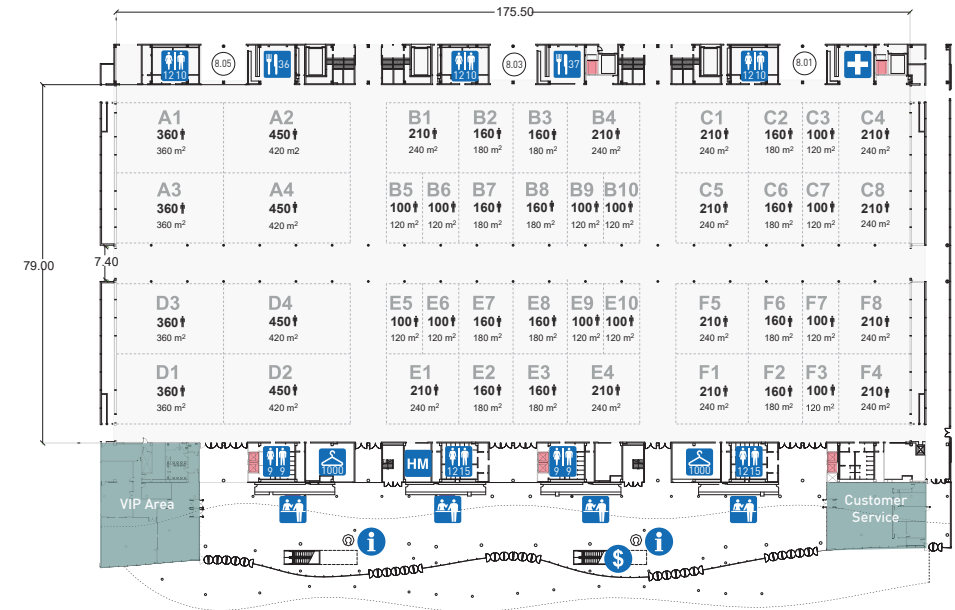 175.50
12 10
8.05
36
12 10
8.03
37
12 10
8.01
A1
360
360 m²
A2
450
420 m2
B1
210
240 m²
B2
160
180 m²
B3
160
180 m²
B4
210
240 m²
C1
210
240 m²
C2
160
180 m²
C3
100
120 m²
C4
210
240 m²
A3
360
360 m²
A4
450
420 m²
B5
100
120 m²
B6
100
120 m²
B7
160
180 m²
B8
160
180 m²
B9
100
120 m²
B10
100
120 m²
C5
210
240 m²
C6
160
180 m²
C7
100
120 m²
C8
210
240 m²
79.00
7.40
D3
360
360 m²
D4
450
420 m²
E5
100
120 m²
E6
100
120 m²
E7
160
180 m²
E8
160
180 m²
E9
100
120 m²
E10
100
120 m²
F5
210
240 m²
F6
160
180 m²
F7
100
120 m²
F8
210
240 m²
D1
360
360 m²
D2
450
420 m²
E1
210
240 m²
E2
160
180 m²
E3
160
180 m²
E4
210
240 m²
F1
210
240 m²
F2
160
180 m²
F3
100
120 m²
F4
210
240 m²
9 9
1000
HM
12 15
9 9
1000
12 15
VIP Area
Customer
Service
i
i
$